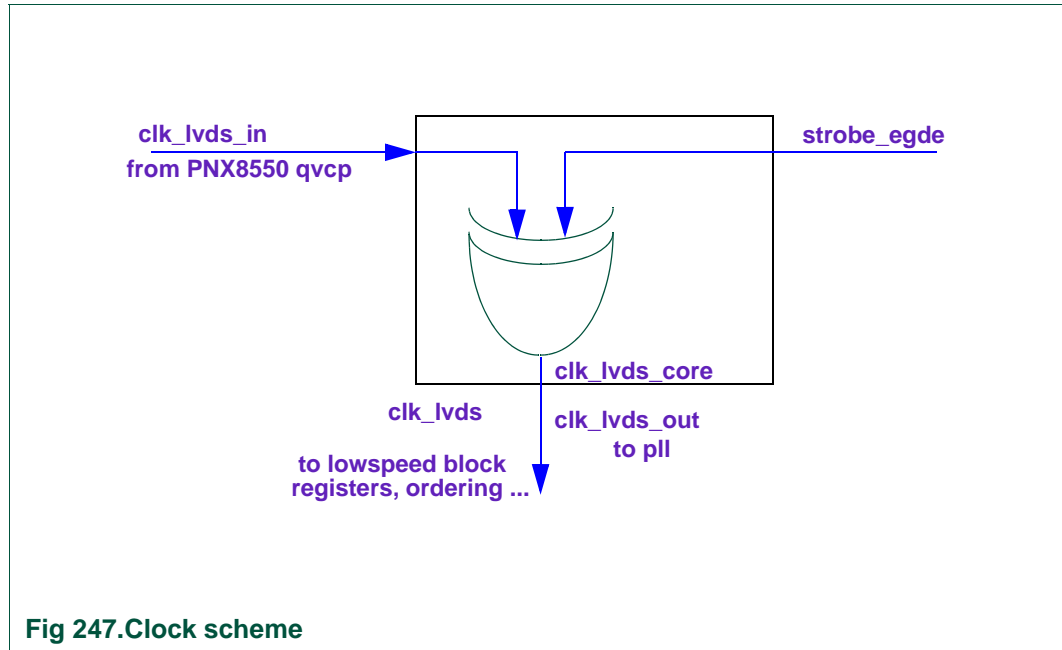 clk_lvds_in
from PNX8550 qvcp
strobe_egde
clk_lvds_core
clk_lvds
clk_lvds_out
to pll
to lowspeed block
registers, ordering ...
Fig 247.Clock scheme